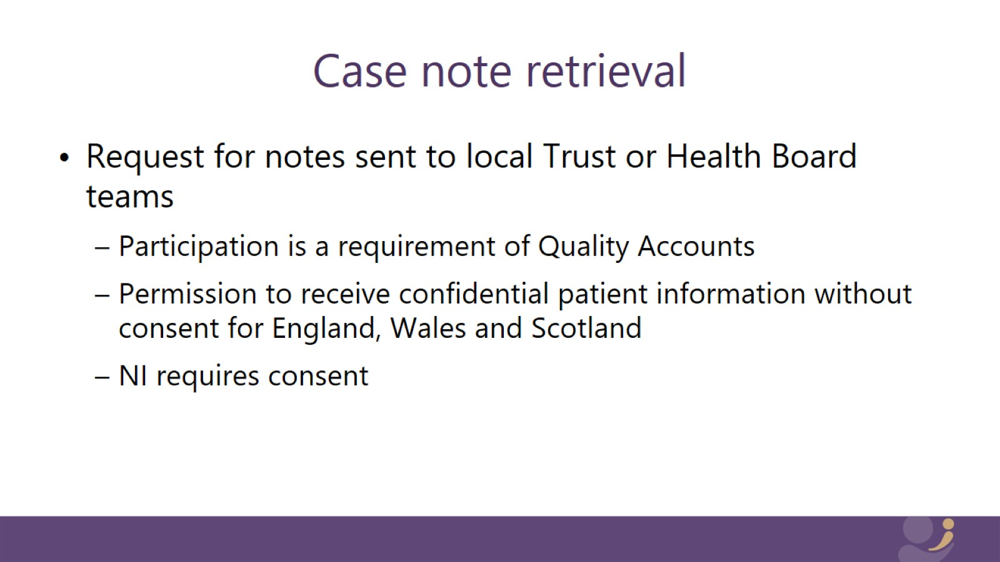 Case note retrieval
• Request for notes sent to local Trust or Health Board
teams
– Participation is a requirement of Quality Accounts
– Permission to receive confidential patient information without
consent for England, Wales and Scotland
– NI requires consent